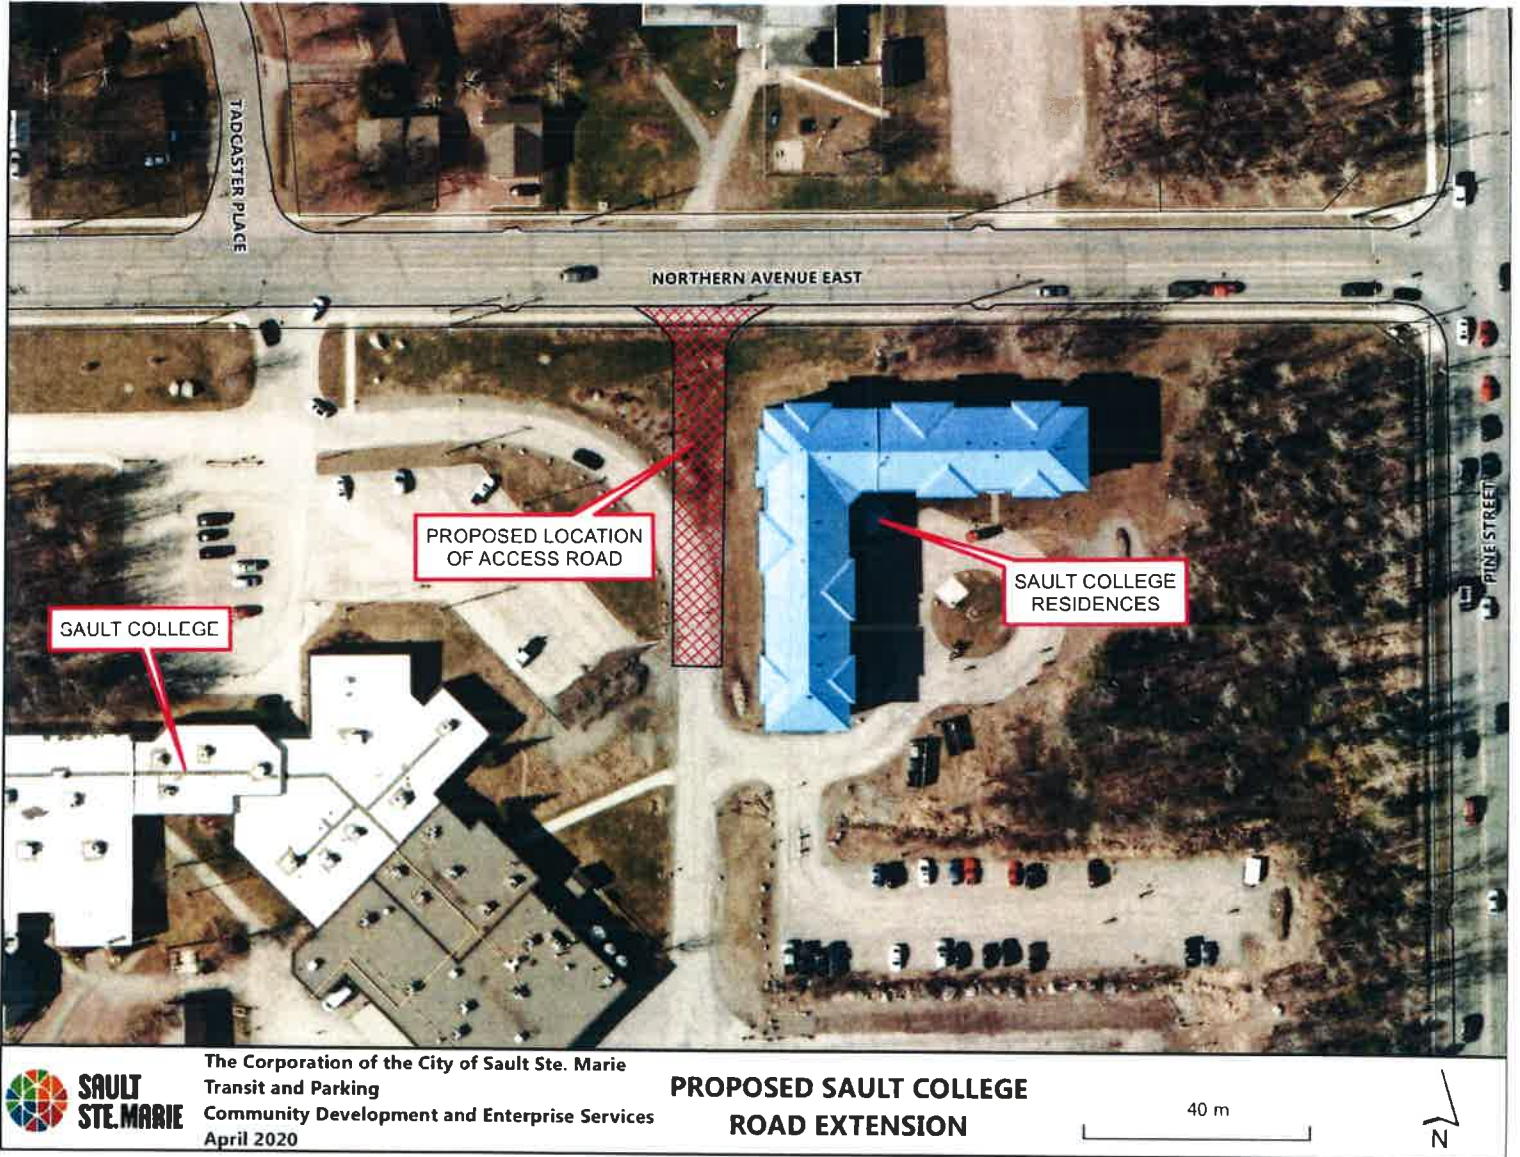 TADCASTER PLACE
NORTHERN AVENUE EAST
PINE STREET
PROPOSED LOCATION
OF ACCESS ROAD
SAULT COLLEGE
RESIDENCES
SAULT COLLEGE
SAULT
STE. MARIE
The Corporation of the City of Sault Ste. Marie
Transit and Parking
Community Development and Enterprise Services
April 2020
PROPOSED SAULT COLLEGE
ROAD EXTENSION
40 m
N